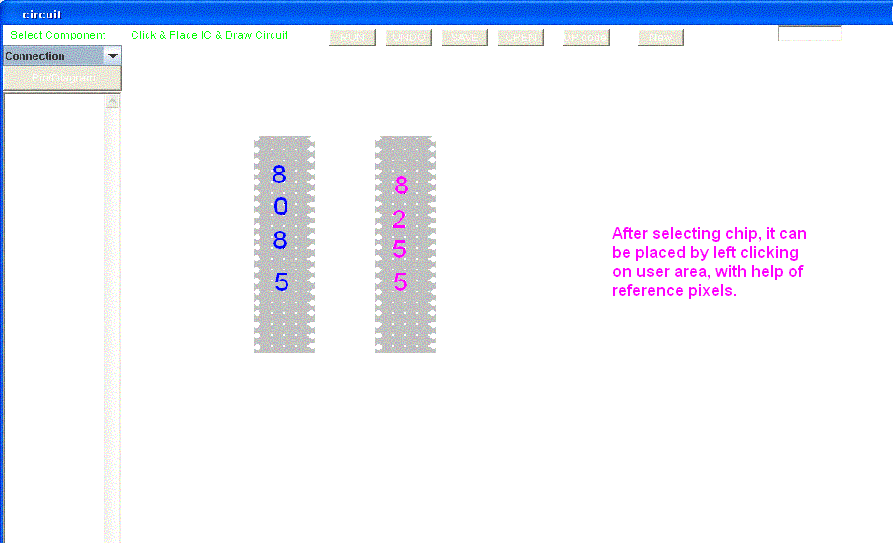 circuit
Select Component
Click & Place IC & Draw Circuit
Connection
8
0
8
5
8
2
5
5
After selecting chip, it can
be placed by left clicking
on user area, with help of
reference pixels.